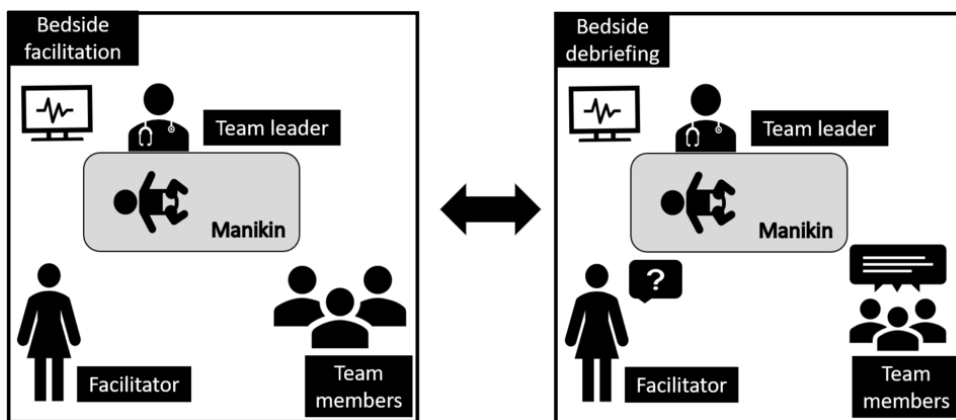 Bedside
facilitation
Team leader
Manikin
Facilitator
Team
members
Bedside
debriefing
Team leader
Manikin
?
Facilitator
Team
members